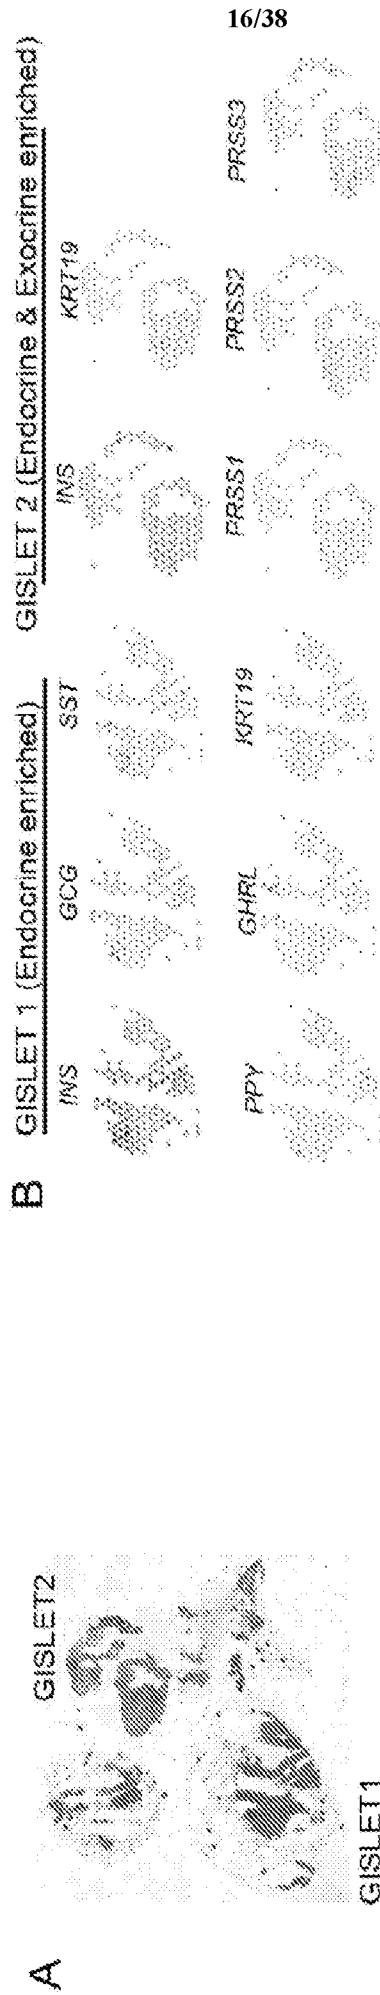 16/38
A
GISLET2
GISLET1
B
GISLET 1 (Endocrine enriched)
INS GCG SST
PPY GHRL KRT19
GISLET 2 (Endocrine & Exocrine enriched)
INS KRT19
PRSS1 PRSS2 PRSS3